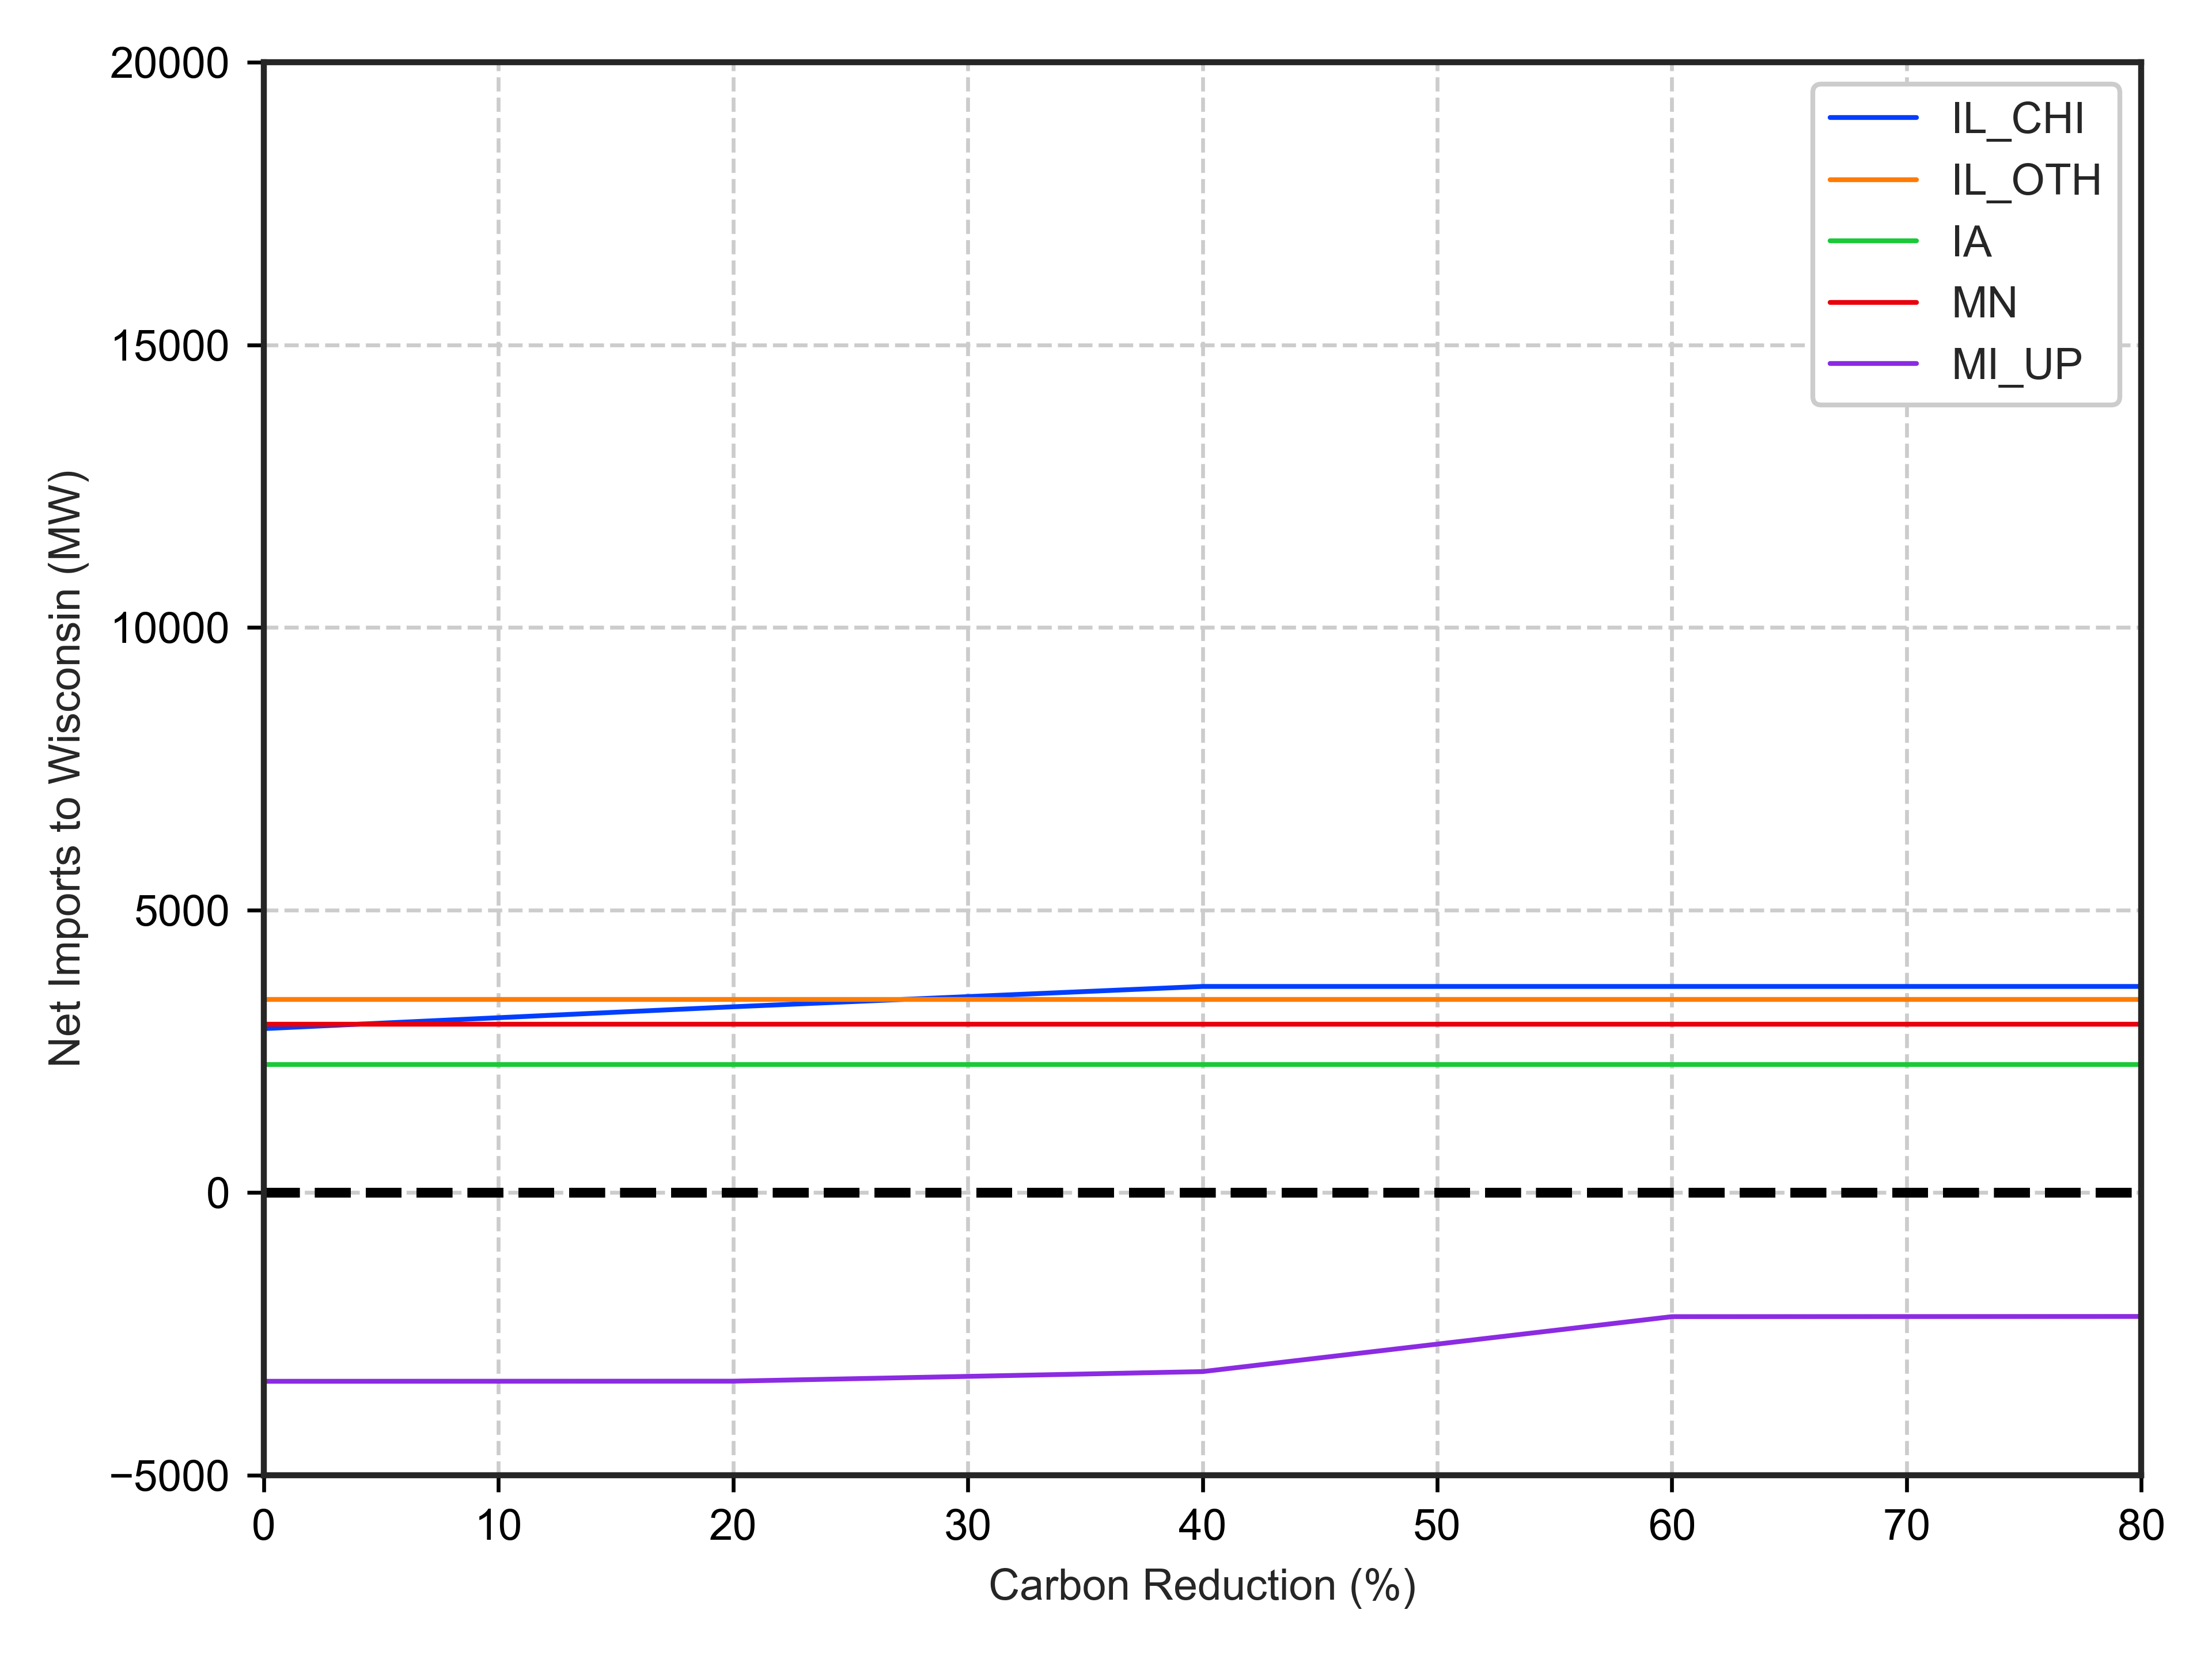 20000
15000
10000
5000
0
−5000
Net Imports to Wisconsin (MW)
IL_CHI
IL_OTH
IA
MN
MI_UP
0 10 20 30 40 50 60 70 80
Carbon Reduction (%)